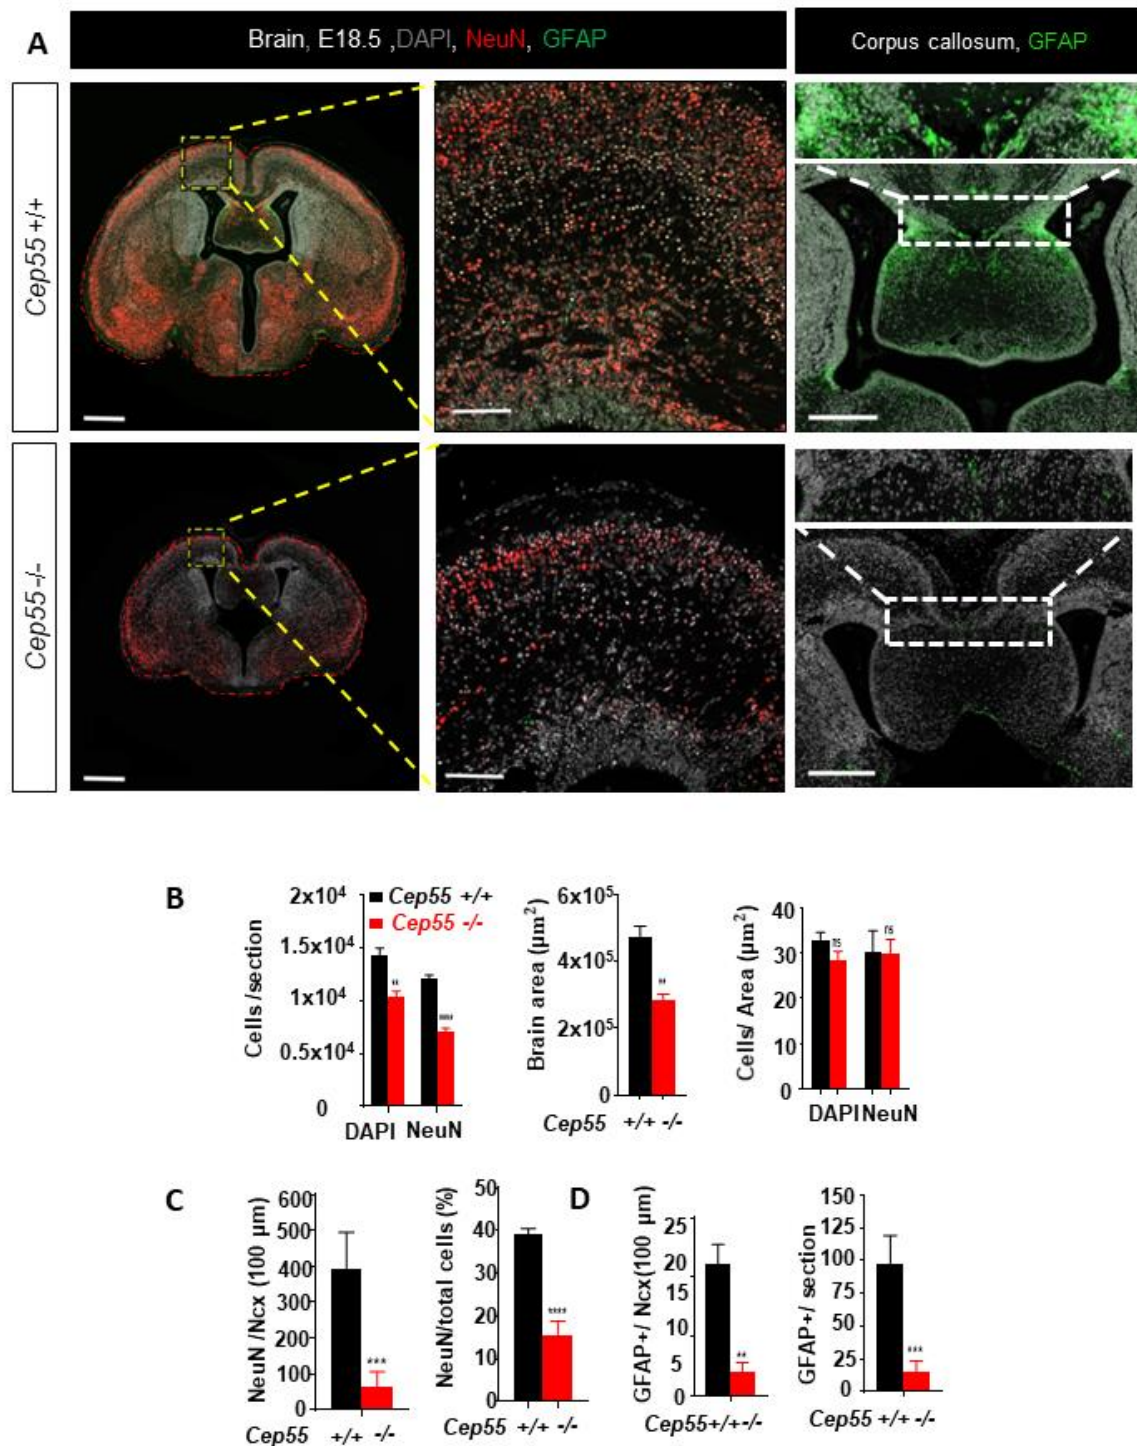 A
Brain, E18.5 ,DAPI, NeuN, GFAP
Corpus callosum, GFAP
Cep55 +/+
Cep55 -/-
B
Cells /section
2x10⁴
1.5x10⁴
1x10⁴
0.5x10⁴
0
Cep55 +/+
Cep55 -/-
**
****
DAPI NeuN
Brain area (µm²)
6x10⁵
4x10⁵
2x10⁵
0
**
Cep55 +/+ -/-
Cells/ Area (µm²)
40
30
20
10
0
ns
ns
DAPI NeuN
C
NeuN /Ncx (100 µm)
600
500
400
300
200
100
0
***
Cep55 +/+ -/-
NeuN/total cells (%)
50
40
30
20
10
0
****
Cep55 +/+ -/-
D
GFAP+/ Ncx(100 µm)
25
20
15
10
5
0
**
Cep55+/+-/-
GFAP+/ section
150
125
100
75
50
25
0
***
Cep55 +/+ -/-